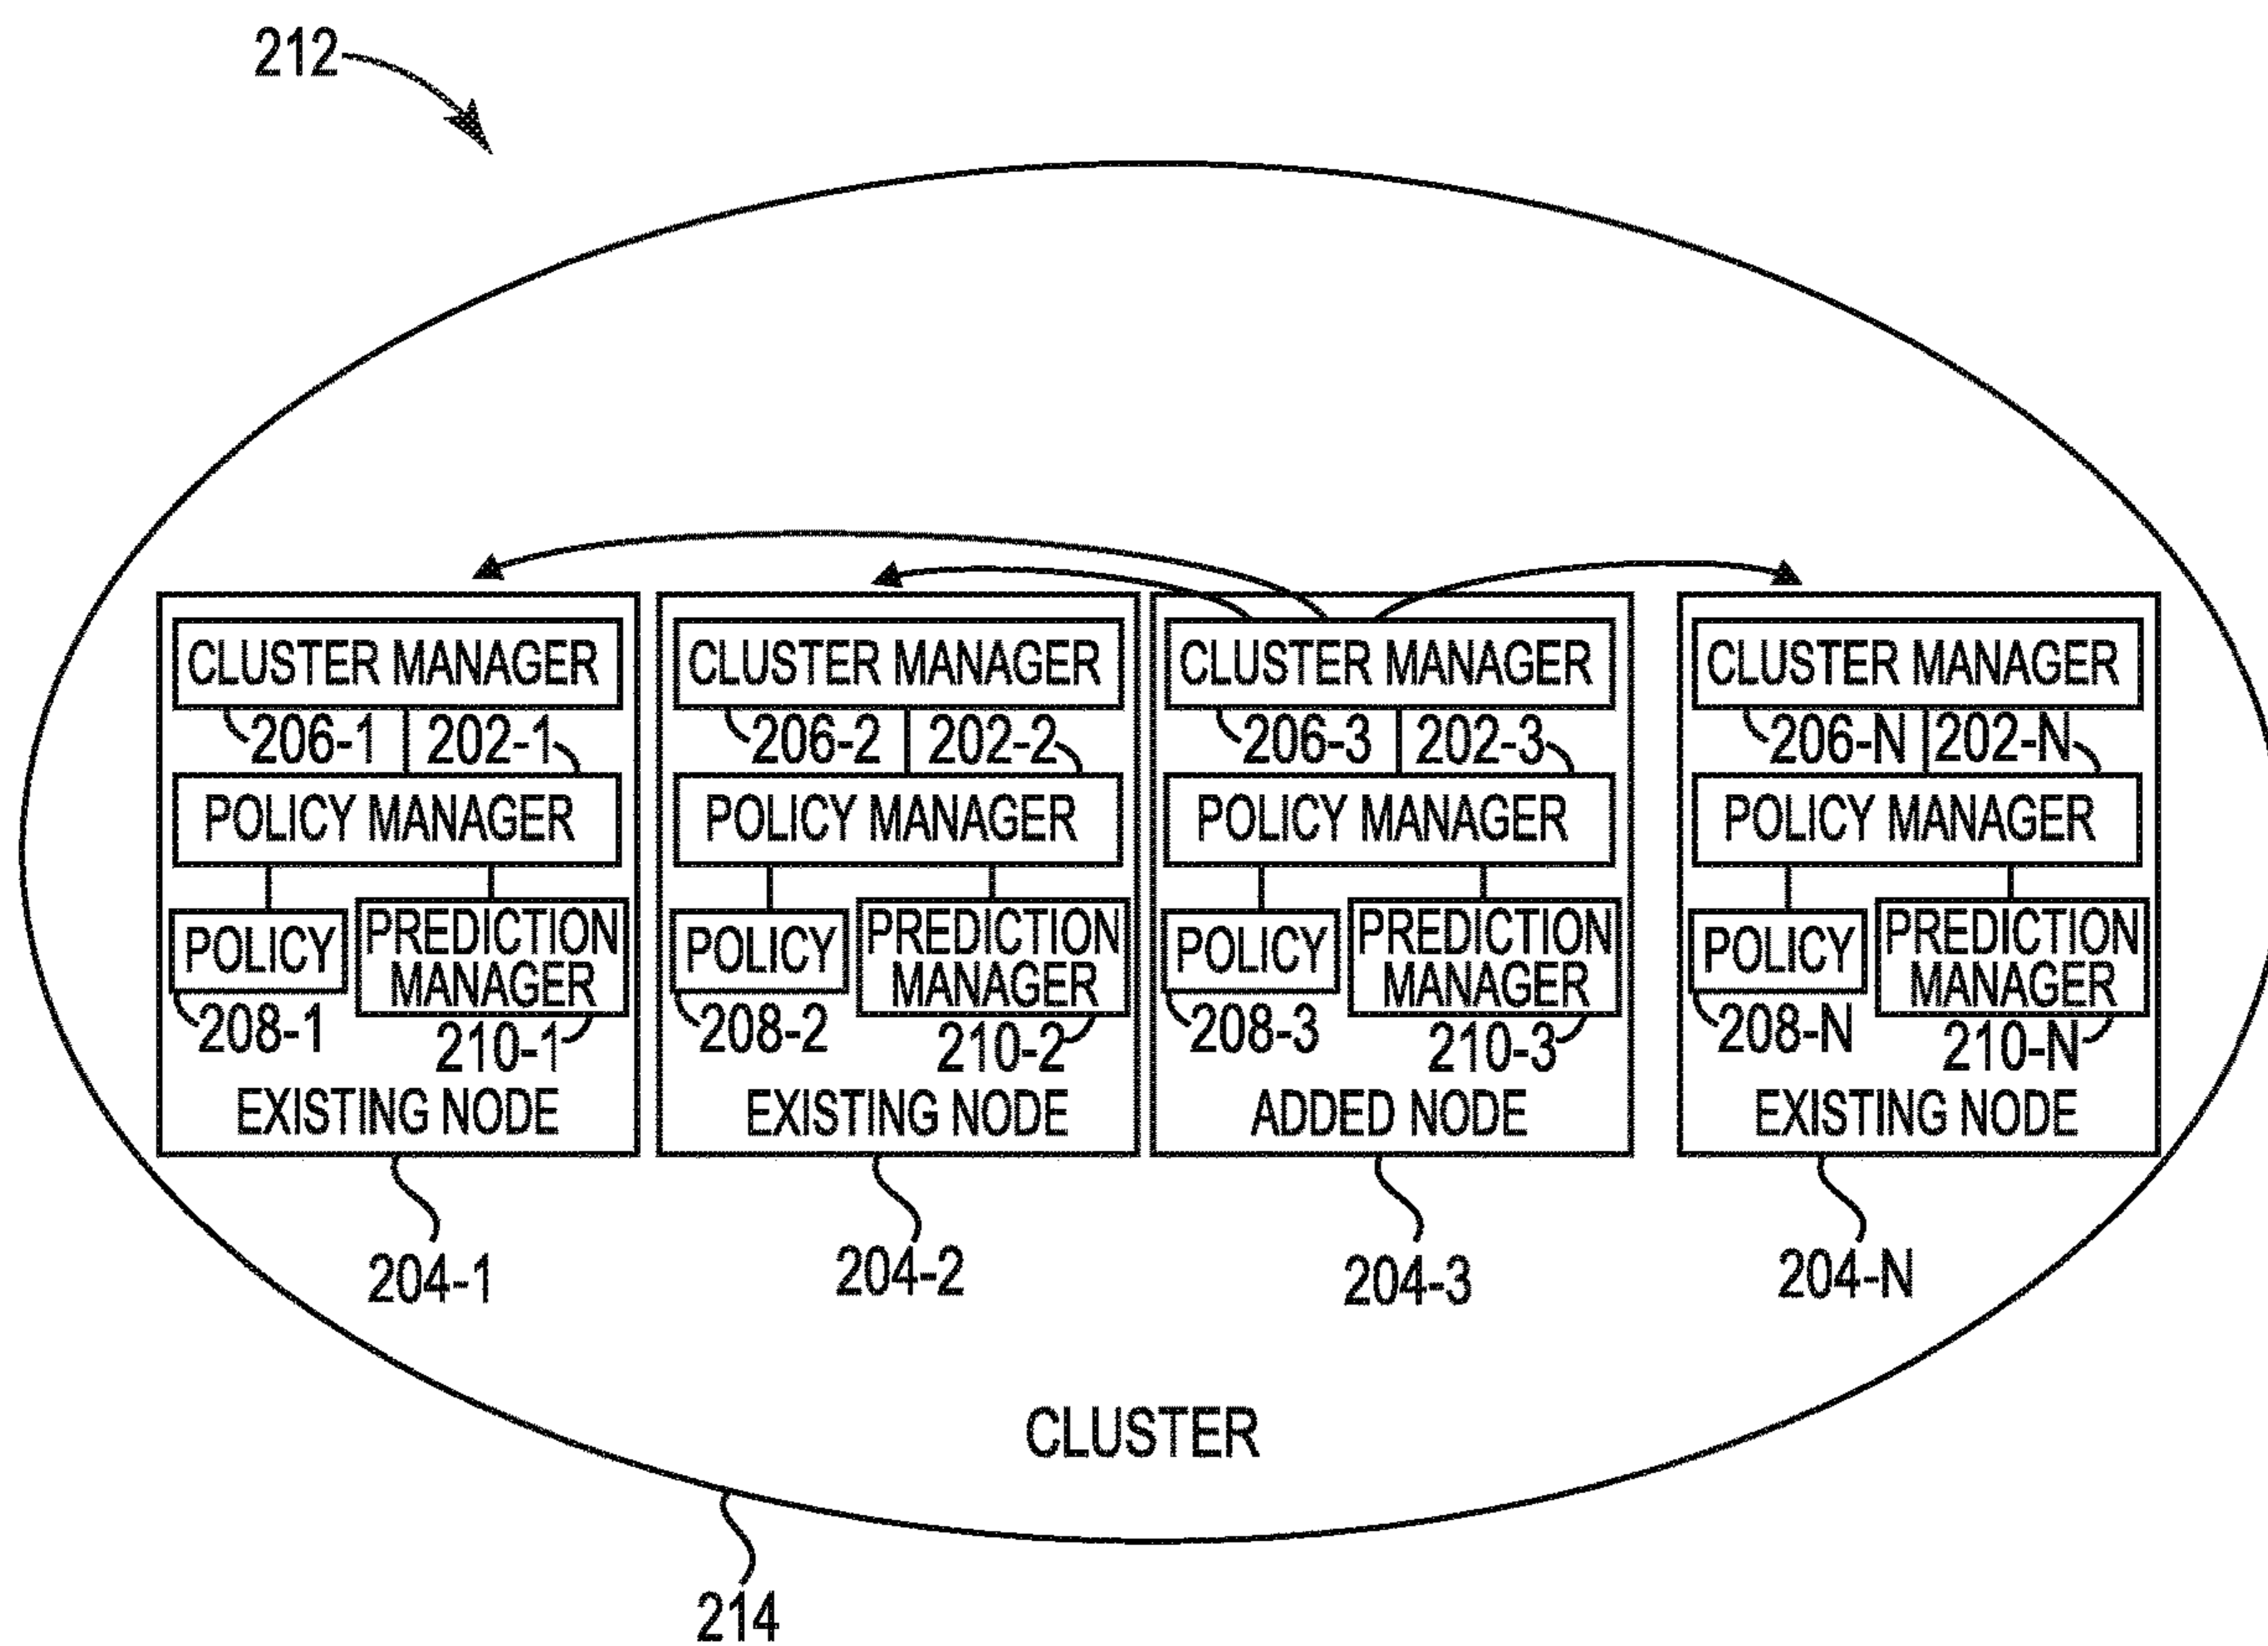 212
CLUSTER MANAGER CLUSTER MANAGER CLUSTER MANAGER CLUSTER MANAGER
206-1 202-1 206-2 202-2 206-3 202-3 206-N 202-N
POLICY MANAGER POLICY MANAGER POLICY MANAGER POLICY MANAGER
POLICY PREDICTION MANAGER POLICY PREDICTION MANAGER POLICY PREDICTION MANAGER POLICY PREDICTION MANAGER
208-1 210-1 208-2 210-2 208-3 210-3 208-N 210-N
EXISTING NODE EXISTING NODE ADDED NODE EXISTING NODE
204-1 204-2 204-3 204-N
CLUSTER
214